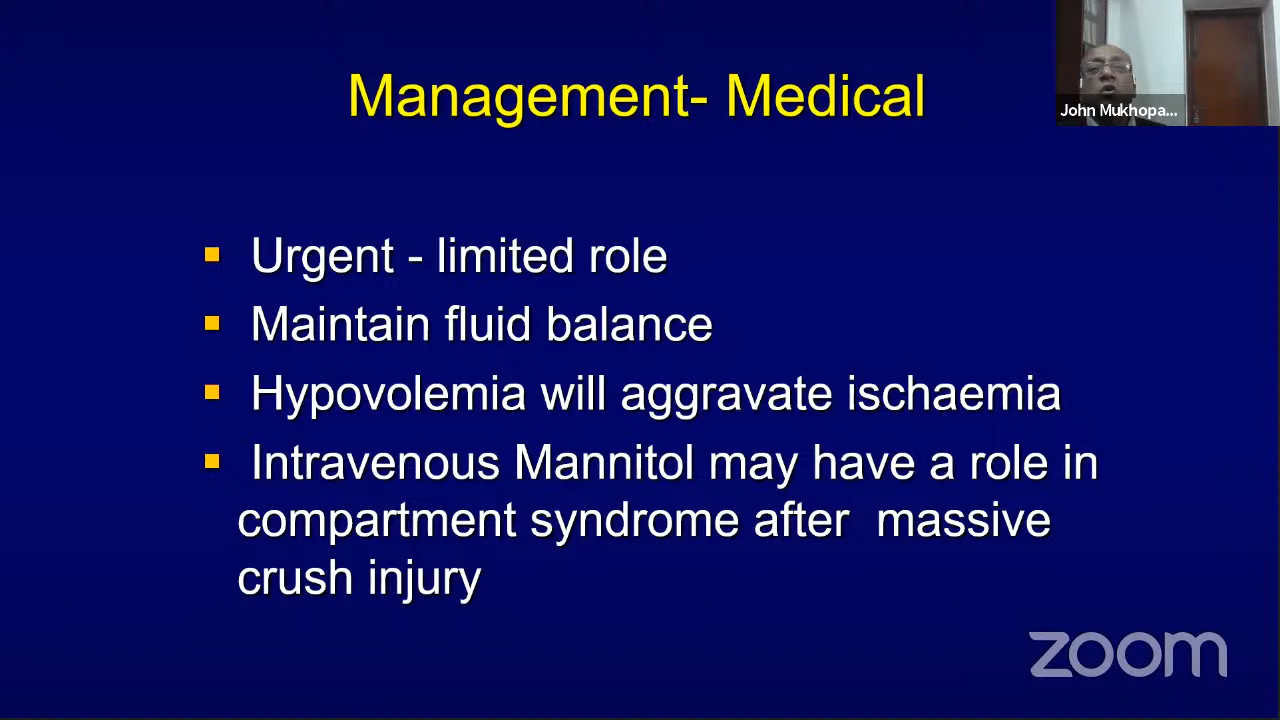 Management- Medical
John Mukhopa...
Urgent - limited role
Maintain fluid balance
Hypovolemia will aggravate ischaemia
Intravenous Mannitol may have a role in
compartment syndrome after massive
crush injury
zoom